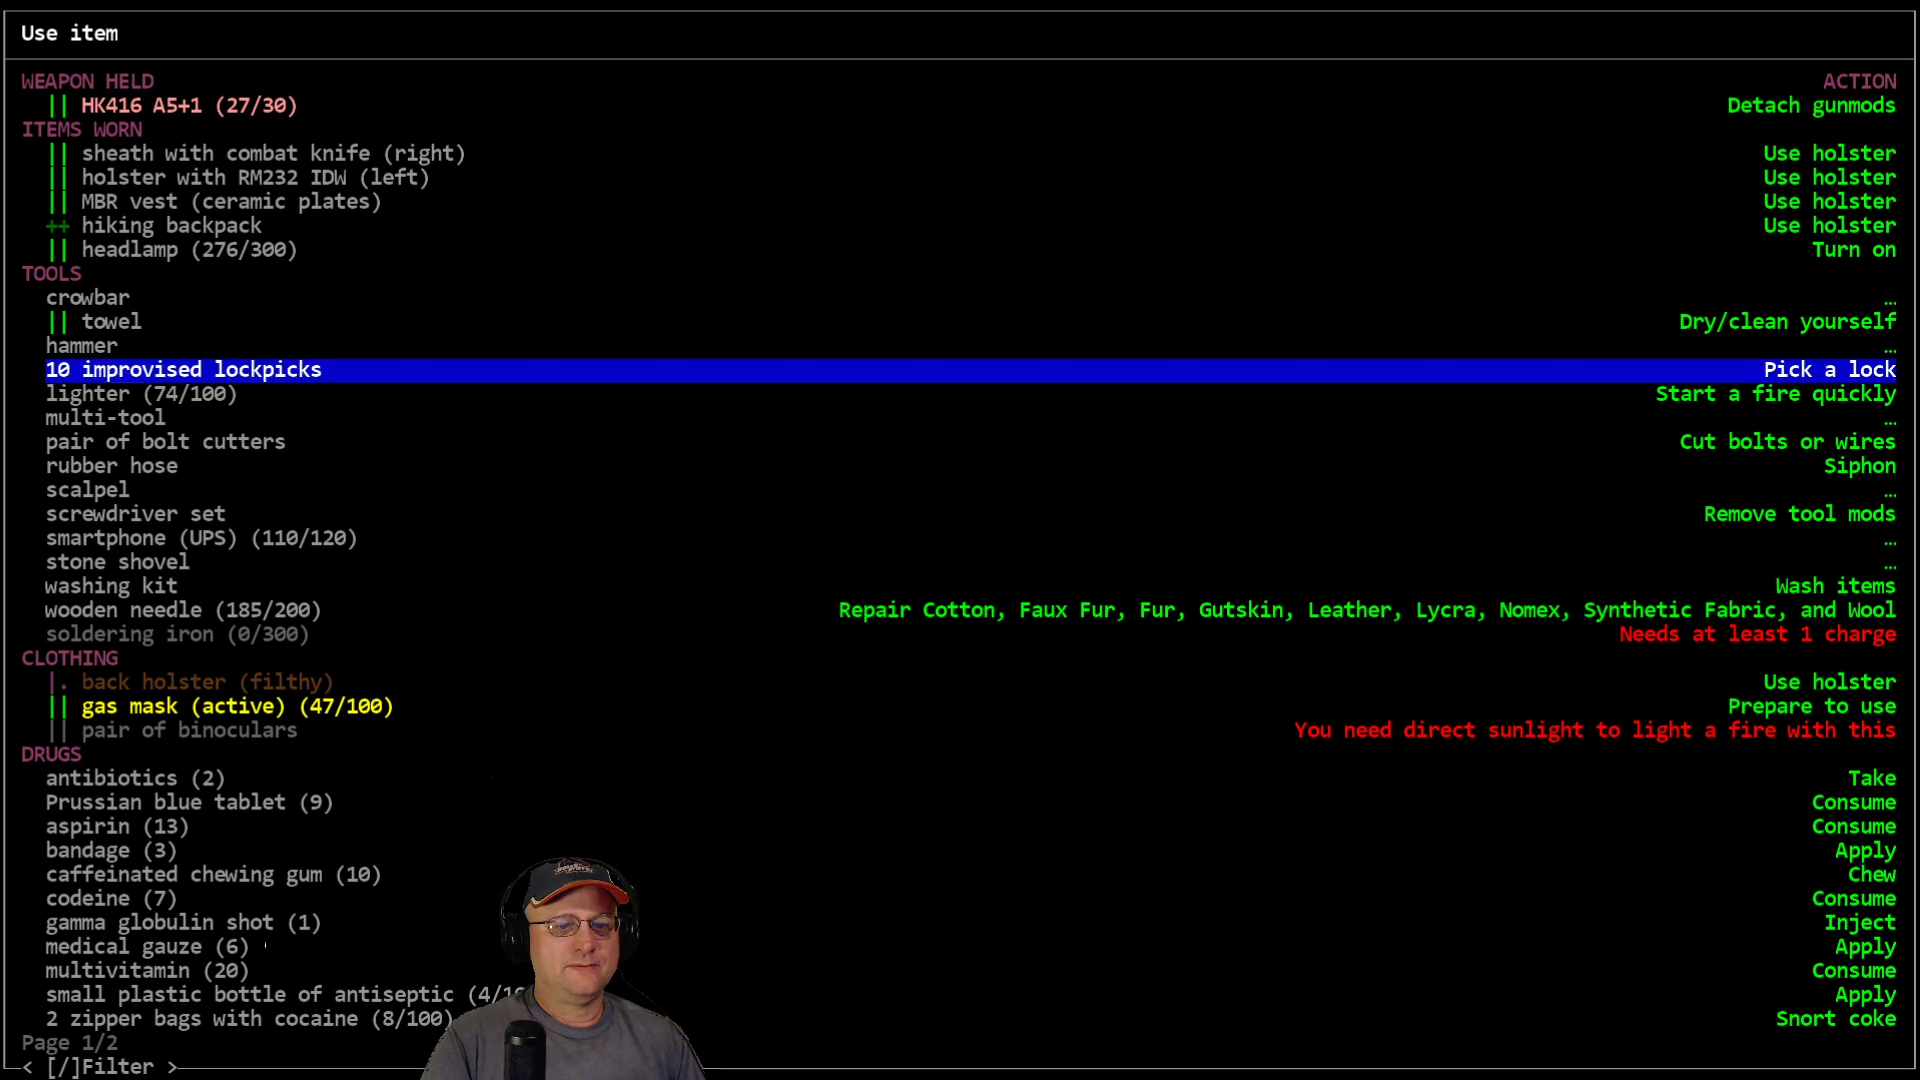 Use item
WEAPON HELD ACTION
|| HK416 A5+1 (27/30) Detach gunmods
ITEMS WORN
|| sheath with combat knife (right) Use holster
|| holster with RM232 IDW (left) Use holster
|| MBR vest (ceramic plates) Use holster
++ hiking backpack Use holster
|| headlamp (276/300) Turn on
TOOLS
crowbar …
|| towel Dry/clean yourself
hammer …
10 improvised lockpicks Pick a lock
lighter (74/100) Start a fire quickly
multi-tool …
pair of bolt cutters Cut bolts or wires
rubber hose Siphon
scalpel …
screwdriver set Remove tool mods
smartphone (UPS) (110/120) …
stone shovel …
washing kit Wash items
wooden needle (185/200) Repair Cotton, Faux Fur, Fur, Gutskin, Leather, Lycra, Nomex, Synthetic Fabric, and Wool
soldering iron (0/300) Needs at least 1 charge
CLOTHING
|. back holster (filthy) Use holster
|| gas mask (active) (47/100) Prepare to use
|| pair of binoculars You need direct sunlight to light a fire with this
DRUGS
antibiotics (2) Take
Prussian blue tablet (9) Consume
aspirin (13) Consume
bandage (3) Apply
caffeinated chewing gum (10) Chew
codeine (7) Consume
gamma globulin shot (1) Inject
medical gauze (6) Apply
multivitamin (20) Consume
small plastic bottle of antiseptic Apply
2 zipper bags with cocaine (8/100) Snort coke
Page 1/2
< [/]Filter >